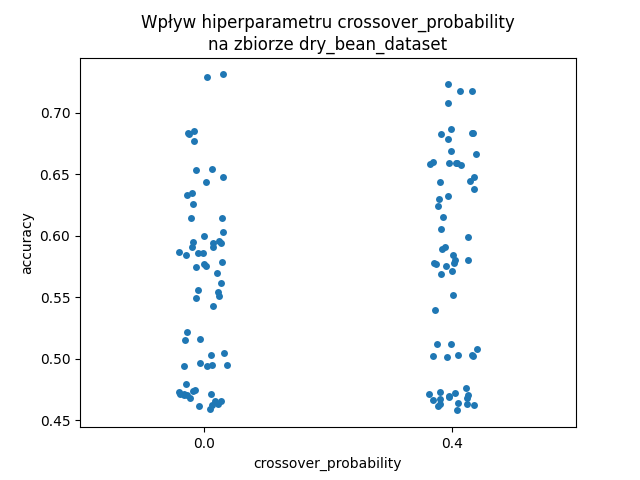 Wpływ hiperparametru crossover_probability
na zbiorze dry_bean_dataset
accuracy
0.70
0.65
0.60
0.55
0.50
0.45
0.0
0.4
crossover_probability